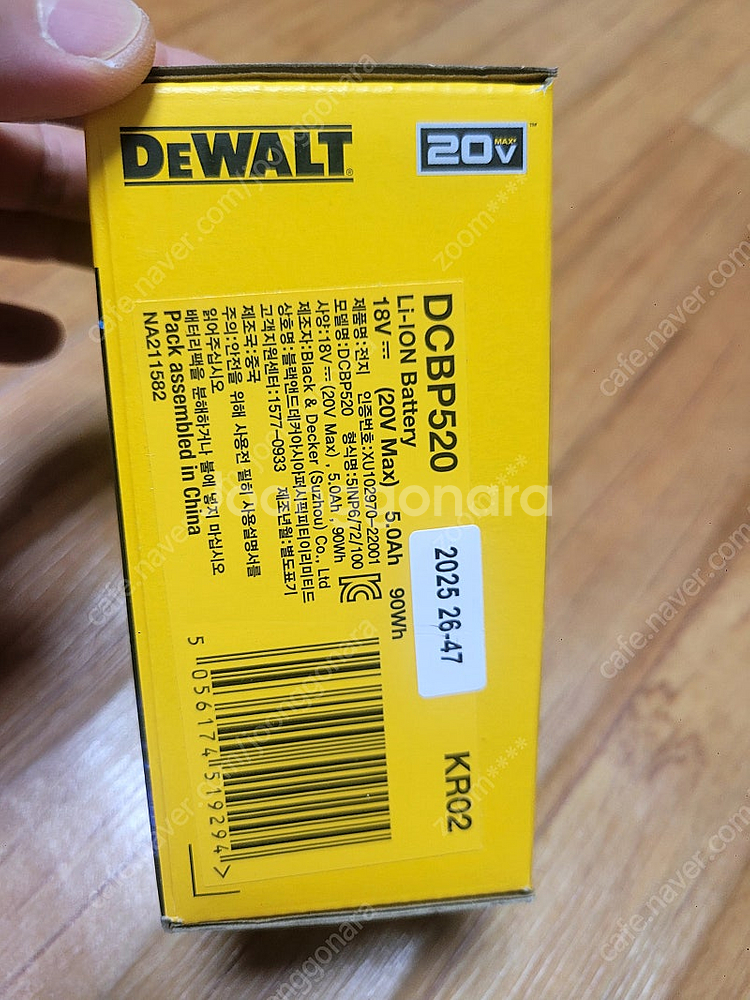 DEWALT
20V MAX*
DCBP520
KR02
Li-ION Battery
18V ⎓ (20V Max) 5.0Ah 90Wh
2025 26-47
제품명:전지 인증번호:XU102970-22001
모델명:DCBP520 형식명:5INP6/72/100
사양:18V ⎓ (20V Max), 5.0Ah, 90Wh
제조자:Black & Decker (Suzhou) Co., Ltd
상호명:블랙앤드데커아시아퍼시픽피티이리미티드
고객지원센터:1577-0933 제조년월:별도표기
제조국:중국
주의:안전을 위해 사용전 필히 사용설명서를
읽어주십시오
배터리팩을 분해하거나 불에 넣지 마십시오
Pack assembled in China
NA211582
5 056174 519294 >
joonggonara
cafe.naver.com/joonggonara
zoom****